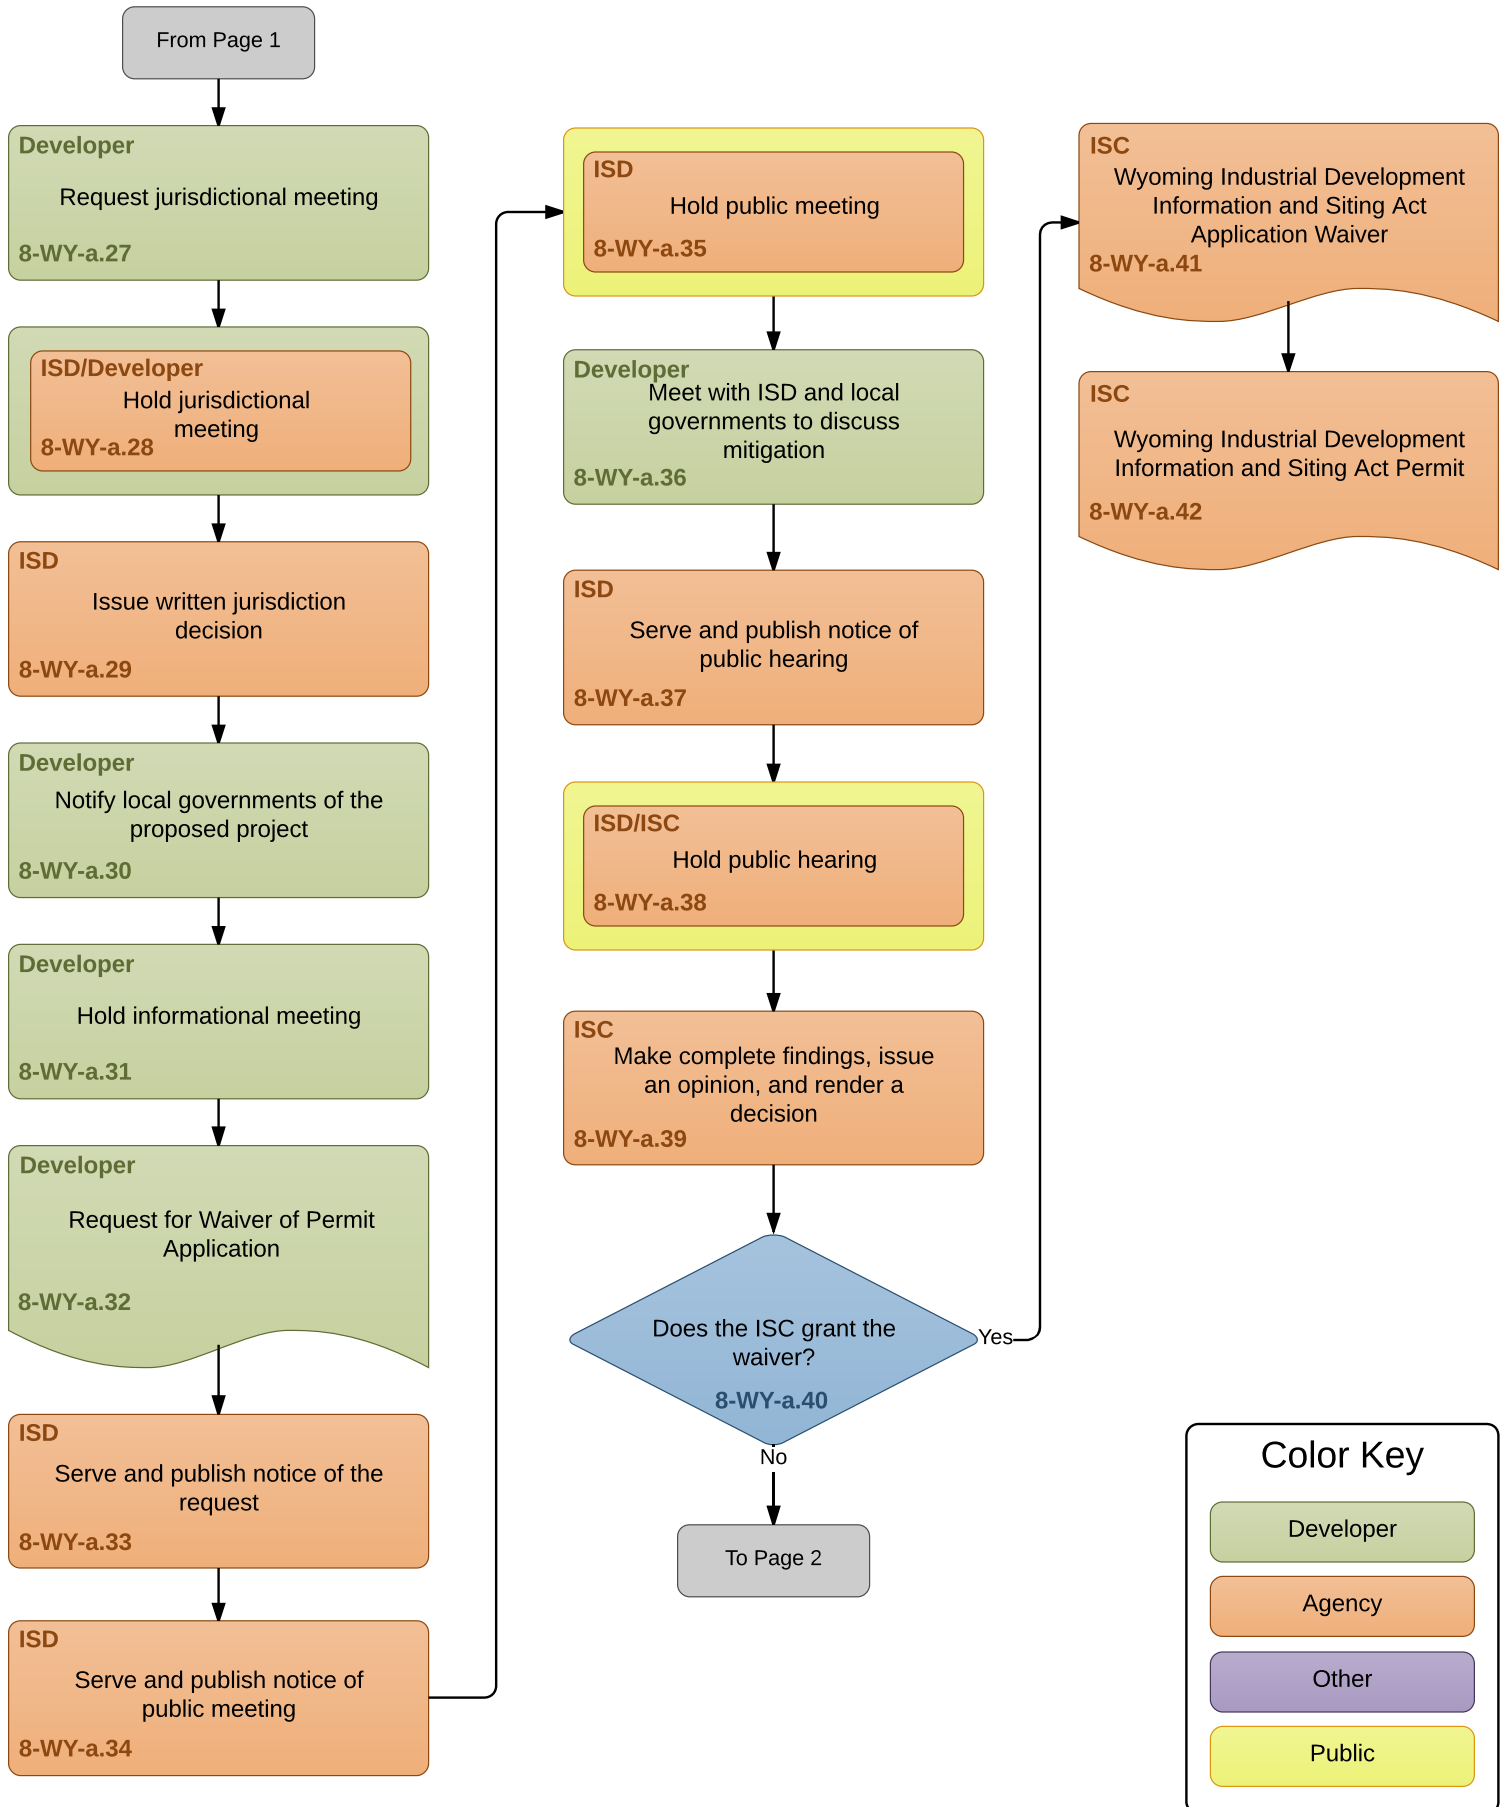 From Page 1
Developer
Request jurisdictional meeting
8-WY-a.27
ISD/Developer
Hold jurisdictional
meeting
8-WY-a.28
ISD
Issue written jurisdiction
decision
8-WY-a.29
Developer
Notify local governments of the
proposed project
8-WY-a.30
Developer
Hold informational meeting
8-WY-a.31
Developer
Request for Waiver of Permit
Application
8-WY-a.32
ISD
Serve and publish notice of the
request
8-WY-a.33
ISD
Serve and publish notice of
public meeting
8-WY-a.34
ISD
Hold public meeting
8-WY-a.35
Developer
Meet with ISD and local
governments to discuss
mitigation
8-WY-a.36
ISD
Serve and publish notice of
public hearing
8-WY-a.37
ISD/ISC
Hold public hearing
8-WY-a.38
ISC
Make complete findings, issue
an opinion, and render a
decision
8-WY-a.39
Does the ISC grant the
waiver?
8-WY-a.40
Yes
No
To Page 2
ISC
Wyoming Industrial Development
Information and Siting Act
Application Waiver
8-WY-a.41
ISC
Wyoming Industrial Development
Information and Siting Act Permit
8-WY-a.42
Color Key
Developer
Agency
Other
Public